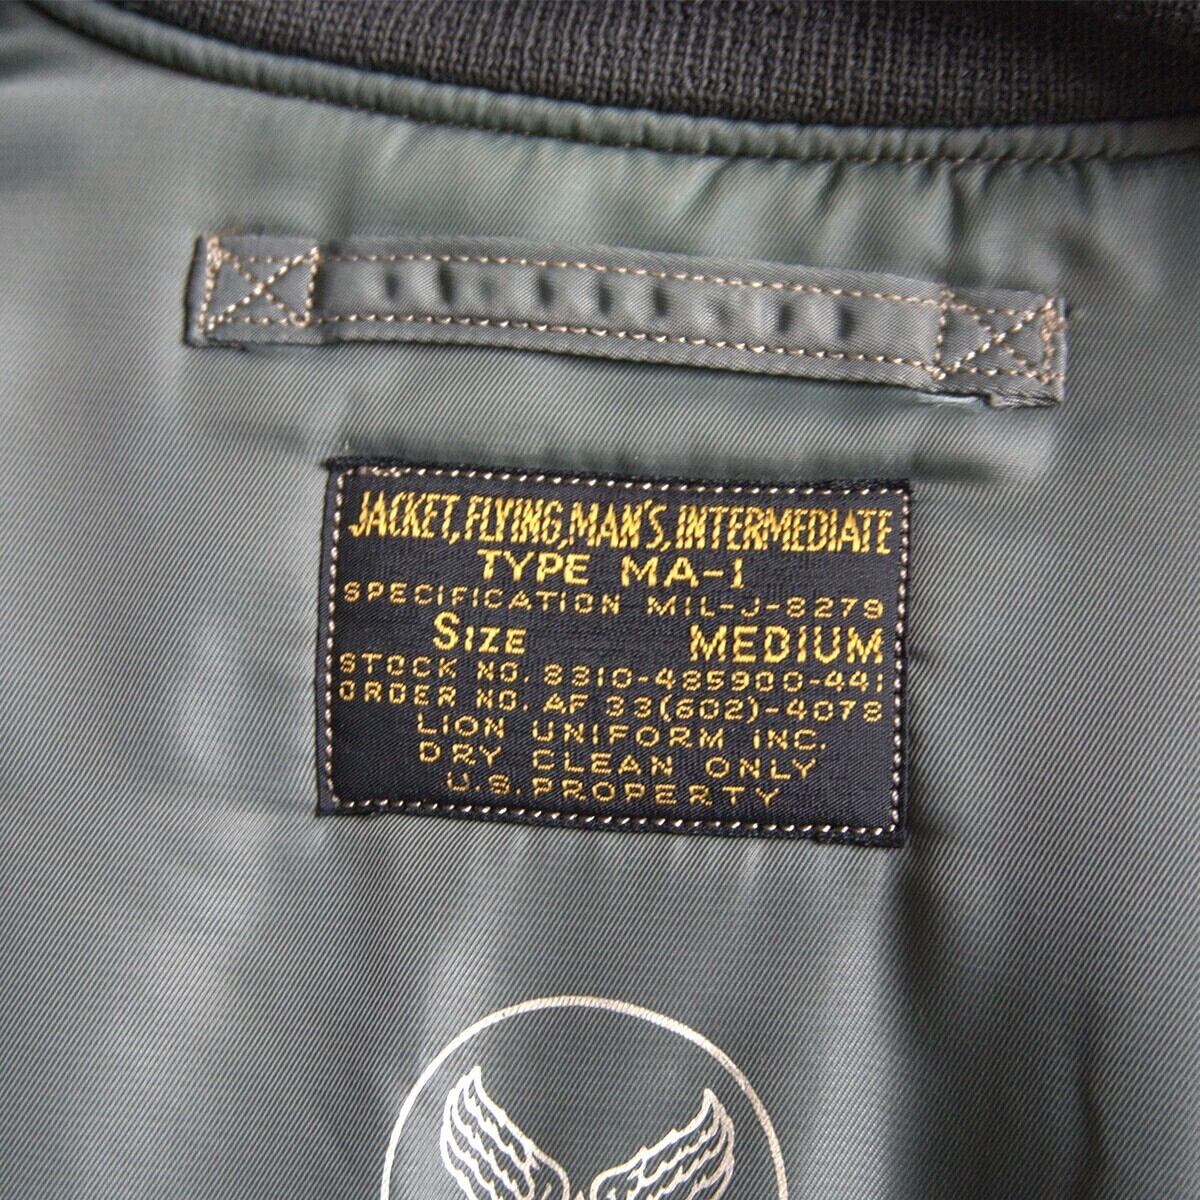 JACKET, FLYING, MAN'S, INTERMEDIATE
TYPE MA-1
SPECIFICATION MIL-J-8279
SIZE MEDIUM
STOCK NO. 8310-485900-441
ORDER NO. AF 33(602)-4078
LION UNIFORM INC.
DRY CLEAN ONLY
U.S. PROPERTY